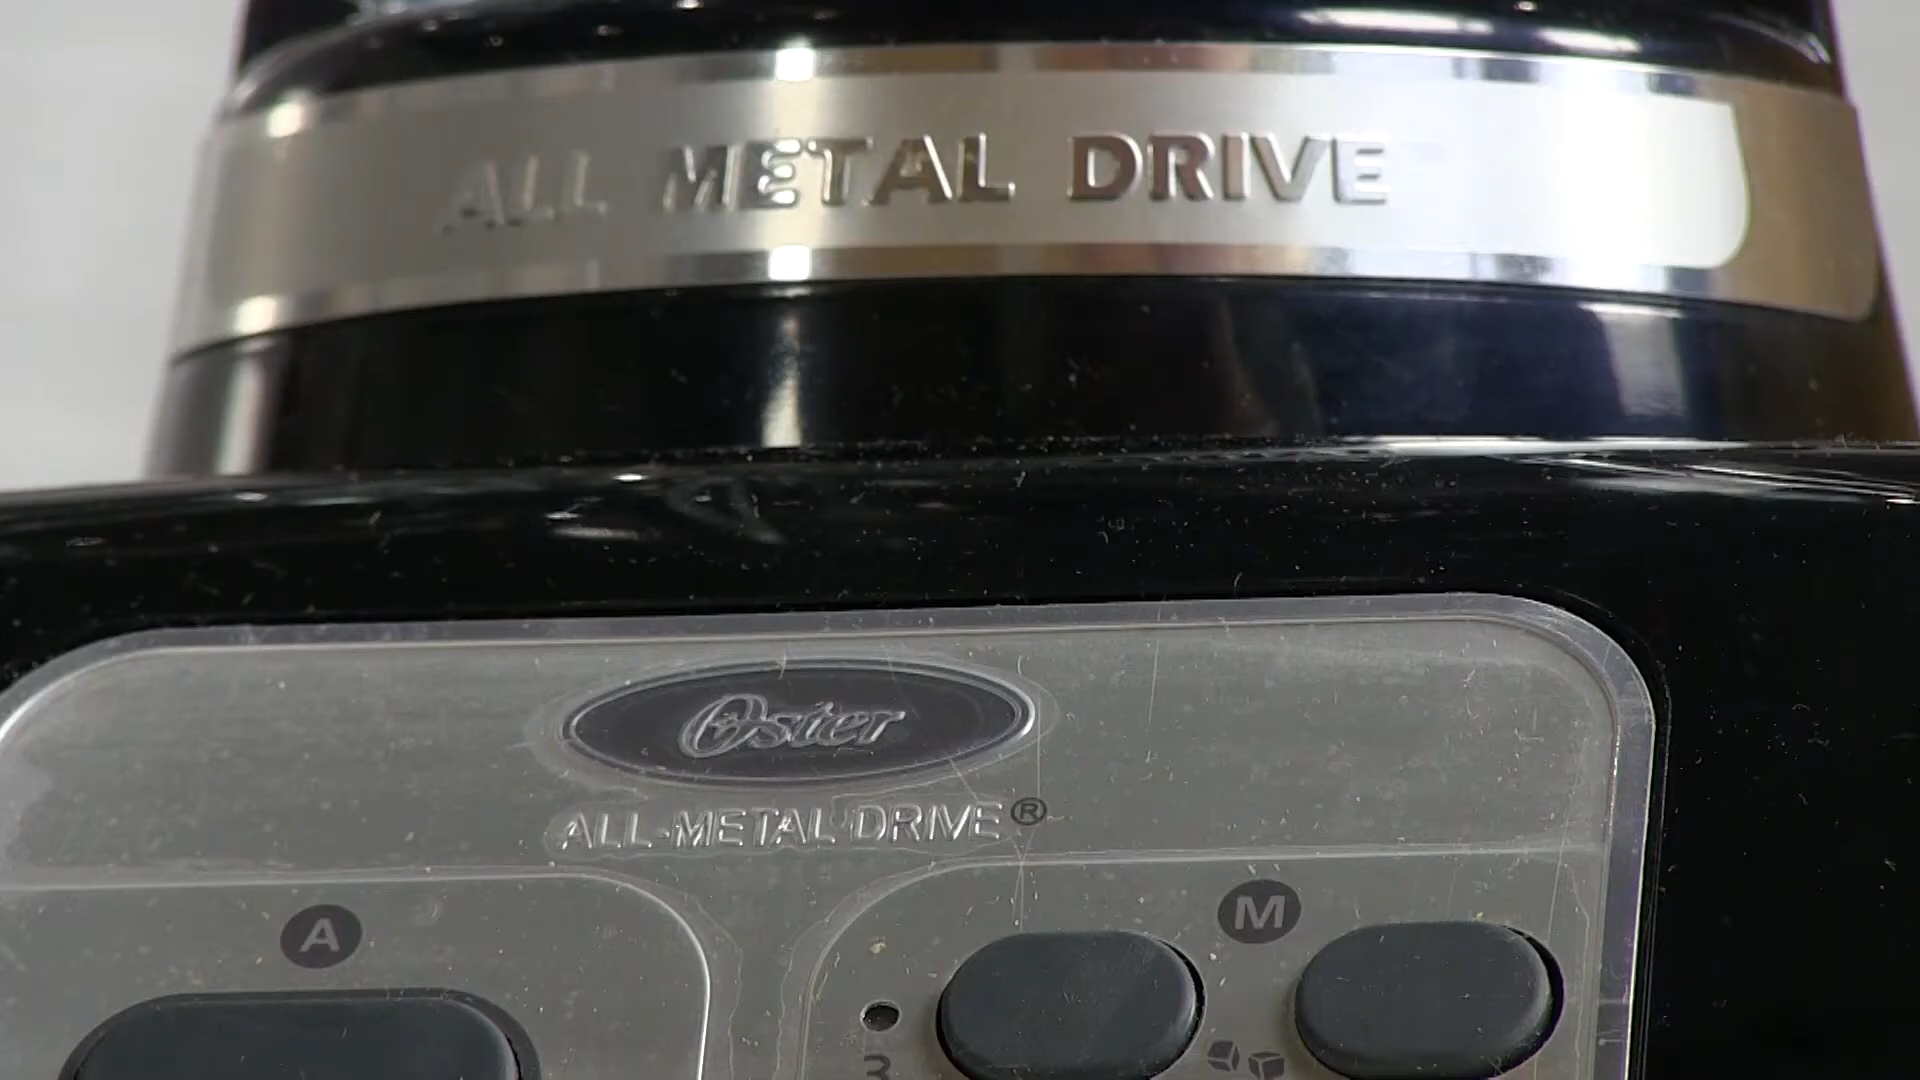 ALL METAL DRIVE
Oster
ALL-METAL DRIVE®
A
M
3